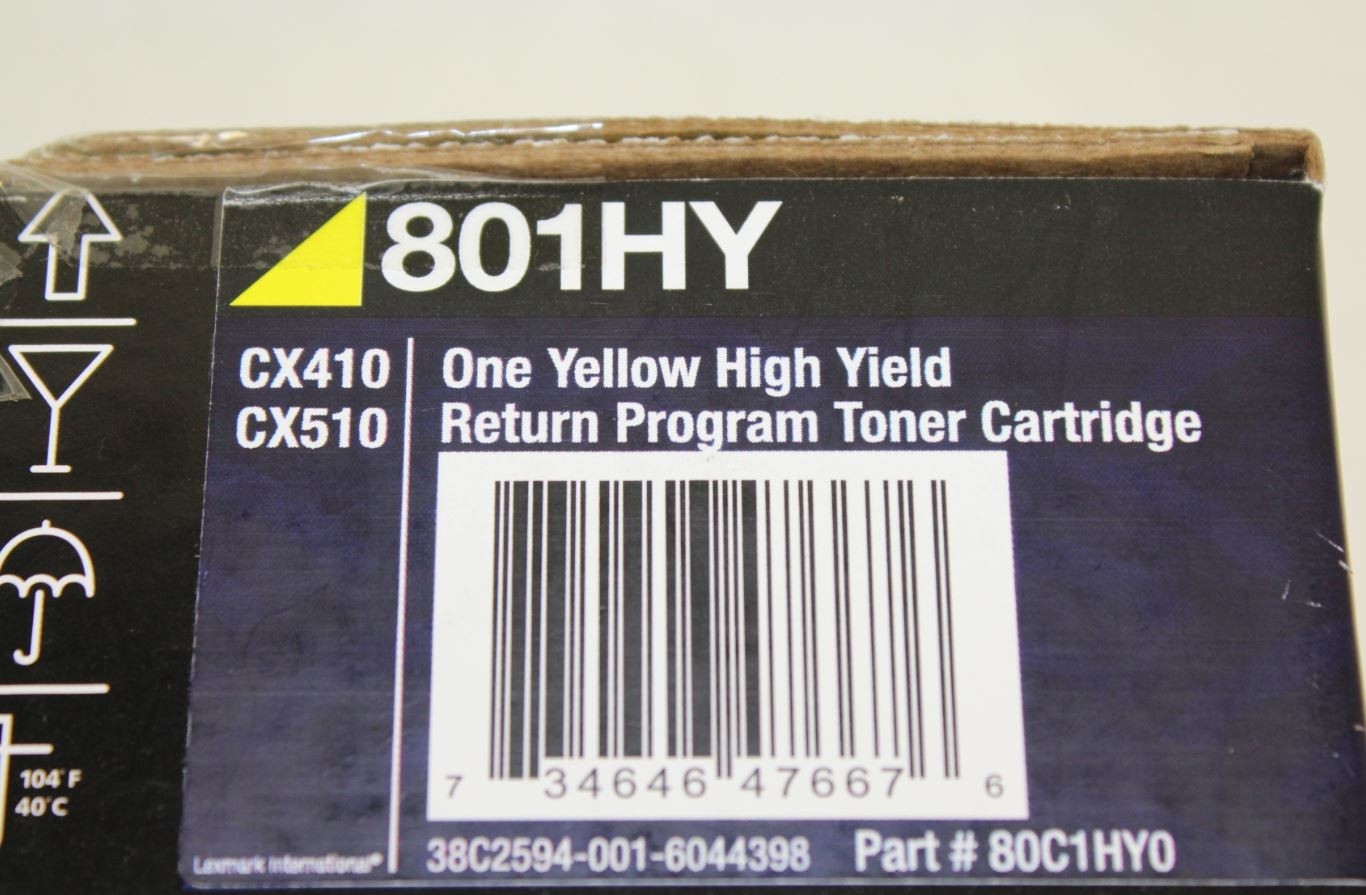 801HY
CX410
CX510
One Yellow High Yield
Return Program Toner Cartridge
7 34646 47667 6
104°F
40°C
Lexmark International®
38C2594-001-6044398 Part # 80C1HY0